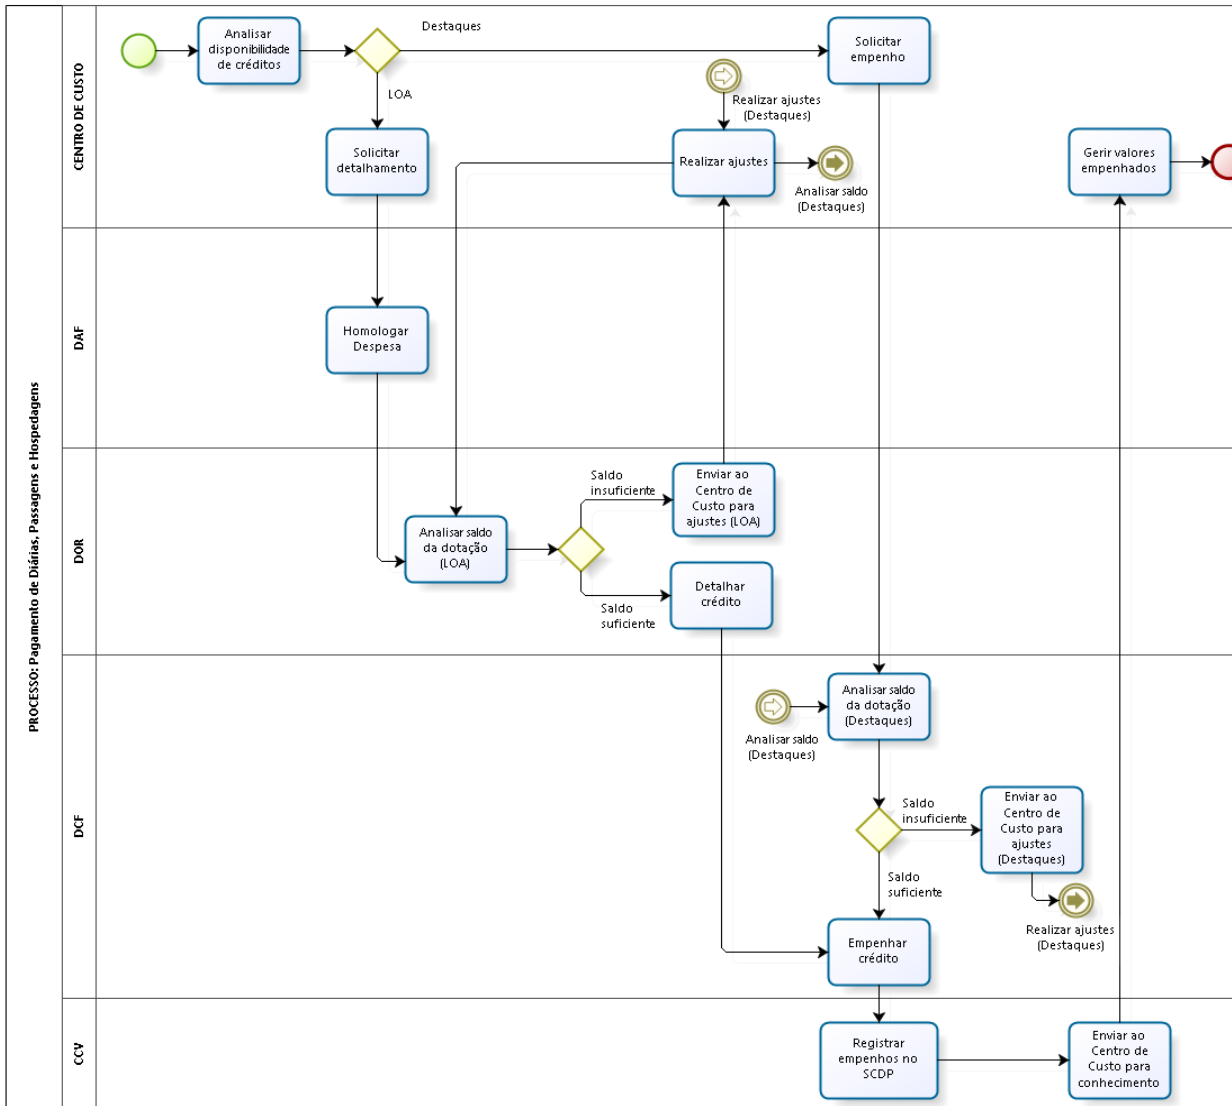 PROCESSO: Pagamento de Diárias, Passagens e Hospedagens
CENTRO DE CUSTO
Analisar
disponibilidade
de créditos
Destaques
LOA
Solicitar
empenho
Realizar ajustes
(Destaques)
Solicitar
detalhamento
Realizar ajustes
Analisar saldo
(Destaques)
Gerir valores
empenhados
DAF
Homologar
Despesa
DOR
Analisar saldo
da dotação
(LOA)
Saldo
insuficiente
Enviar ao
Centro de
Custo para
ajustes (LOA)
Saldo
suficiente
Detalhar
crédito
DCF
Analisar saldo
(Destaques)
Analisar saldo
da dotação
(Destaques)
Saldo
insuficiente
Enviar ao
Centro de
Custo para
ajustes
(Destaques)
Saldo
suficiente
Realizar ajustes
(Destaques)
Empenhar
crédito
CCV
Registrar
empenhos no
SCDP
Enviar ao
Centro de
Custo para
conhecimento